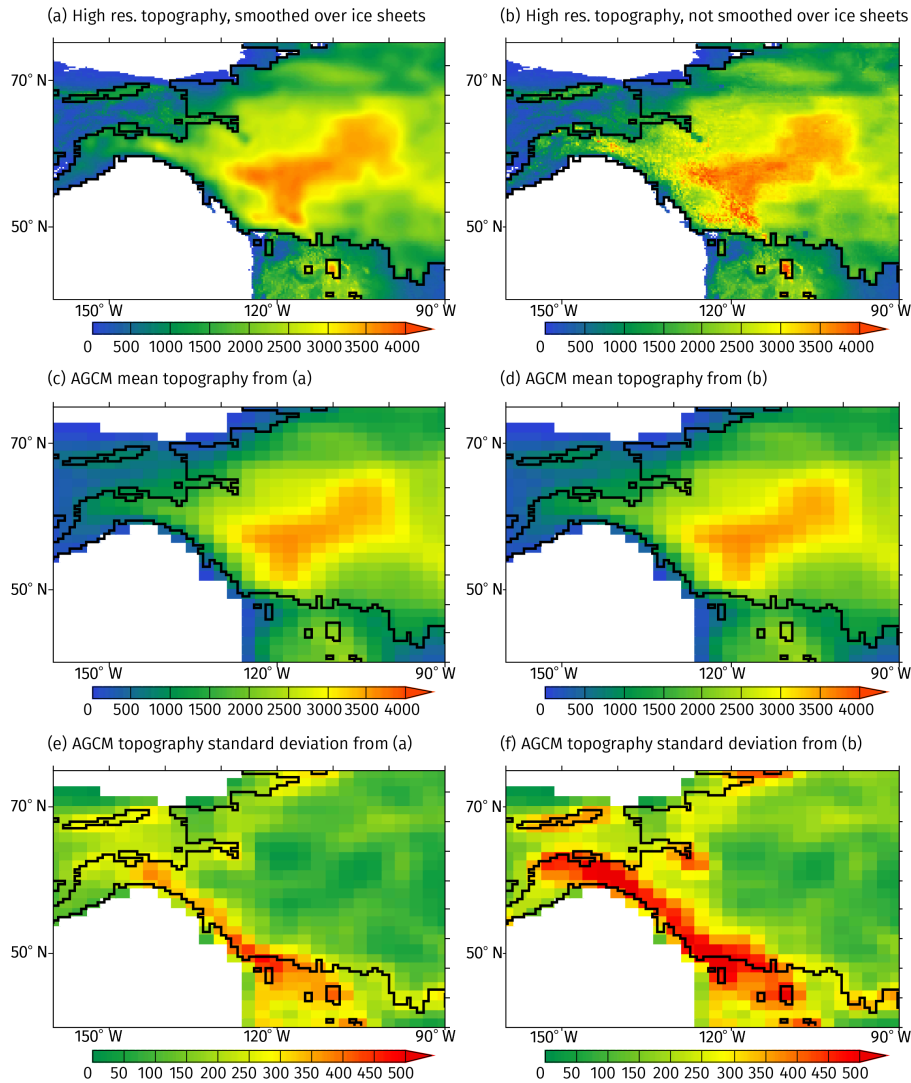 (a) High res. topography, smoothed over ice sheets
(b) High res. topography, not smoothed over ice sheets
70° N
50° N
150° W 120° W 90° W
150° W 120° W 90° W
0 500 1000 1500 2000 2500 3000 3500 4000
0 500 1000 1500 2000 2500 3000 3500 4000
(c) AGCM mean topography from (a)
(d) AGCM mean topography from (b)
70° N
70° N
50° N
50° N
150° W 120° W 90° W
150° W 120° W 90° W
0 500 1000 1500 2000 2500 3000 3500 4000
0 500 1000 1500 2000 2500 3000 3500 4000
(e) AGCM topography standard deviation from (a)
(f) AGCM topography standard deviation from (b)
70° N
70° N
50° N
50° N
150° W 120° W 90° W
150° W 120° W 90° W
0 50 100 150 200 250 300 350 400 450 500
0 50 100 150 200 250 300 350 400 450 500